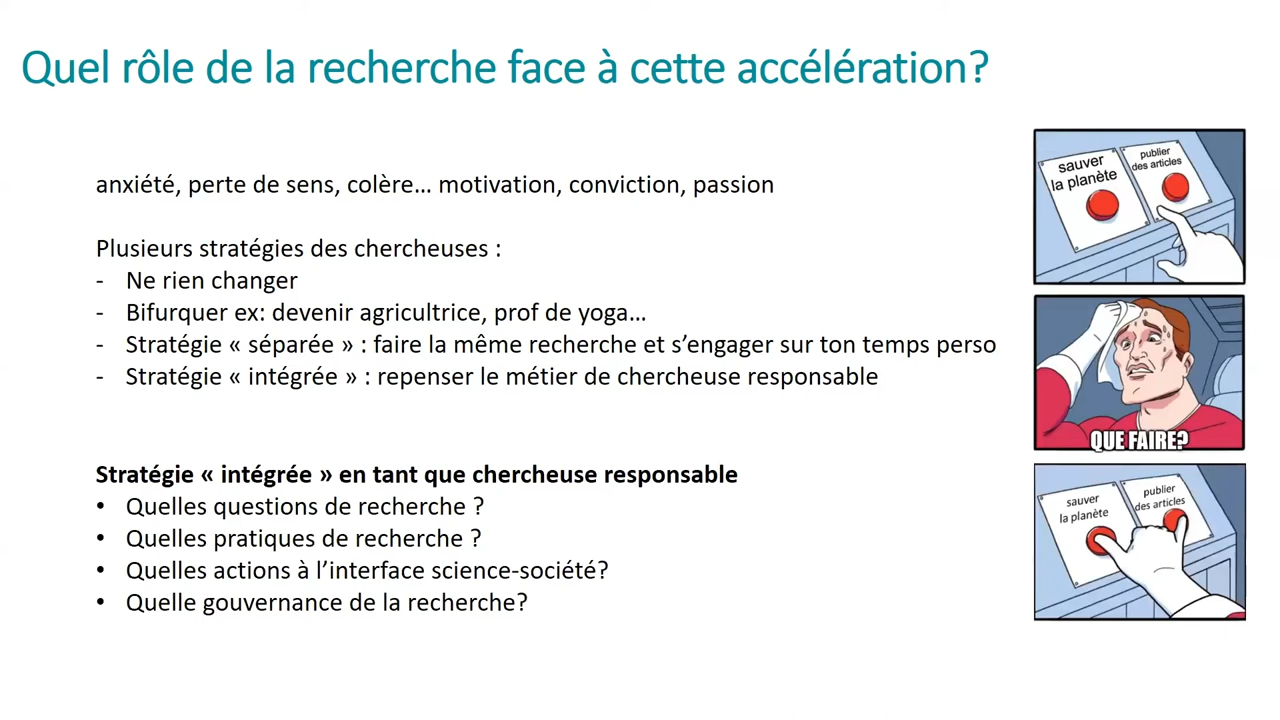 Quel rôle de la recherche face à cette accélération?
anxiété, perte de sens, colère… motivation, conviction, passion
Plusieurs stratégies des chercheuses :
- Ne rien changer
- Bifurquer ex: devenir agricultrice, prof de yoga…
- Stratégie « séparée » : faire la même recherche et s’engager sur ton temps perso
- Stratégie « intégrée » : repenser le métier de chercheuse responsable
Stratégie « intégrée » en tant que chercheuse responsable
• Quelles questions de recherche ?
• Quelles pratiques de recherche ?
• Quelles actions à l’interface science-société?
• Quelle gouvernance de la recherche?
sauver
la planète
publier
des articles
QUE FAIRE?
sauver
la planète
publier
des articles